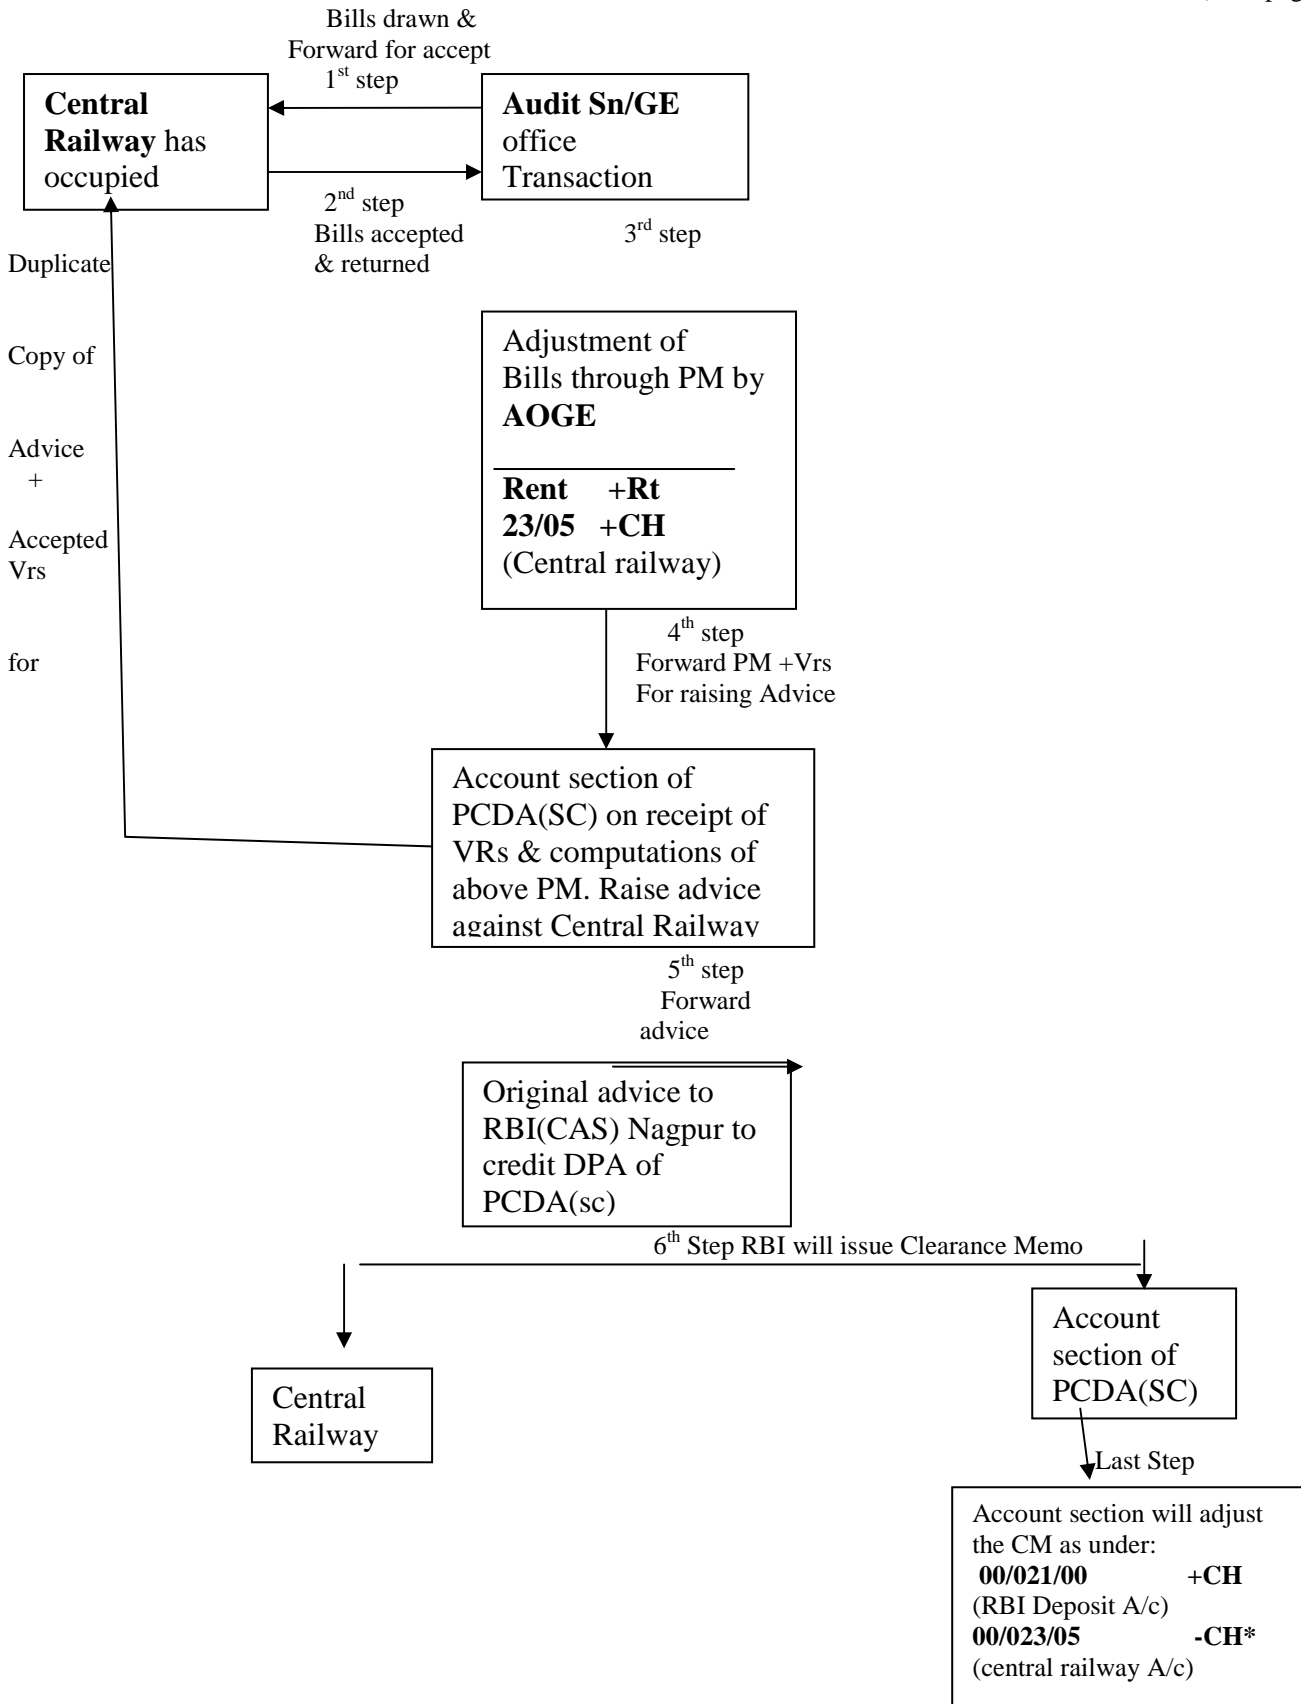 Bills drawn &
Forward for accept
1st step
Central
Railway has
occupied
Audit Sn/GE
office
Transaction
2nd step
Bills accepted
& returned
3rd step
Duplicate
Copy of
Advice
+
Accepted
Vrs
for
Adjustment of
Bills through PM by
AOGE
Rent +Rt
23/05 +CH
(Central railway)
4th step
Forward PM +Vrs
For raising Advice
Account section of
PCDA(SC) on receipt of
VRs & computations of
above PM. Raise advice
against Central Railway
5th step
Forward
advice
Original advice to
RBI(CAS) Nagpur to
credit DPA of
PCDA(sc)
6th Step RBI will issue Clearance Memo
Central
Railway
Account
section of
PCDA(SC)
Last Step
Account section will adjust
the CM as under:
00/021/00 +CH
(RBI Deposit A/c)
00/023/05 -CH*
(central railway A/c)